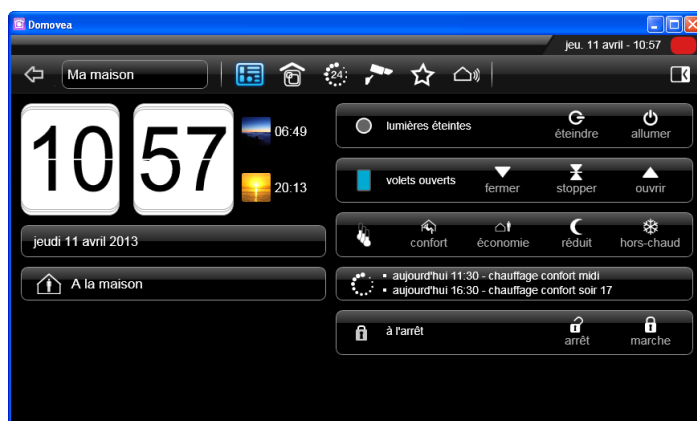 Domovea
jeu. 11 avril - 10:57
Ma maison
24
10 57
06:49
20:13
jeudi 11 avril 2013
A la maison
lumières éteintes
éteindre
allumer
volets ouverts
fermer
stopper
ouvrir
confort
économie
réduit
hors-chaud
aujourd'hui 11:30 - chauffage confort midi
aujourd'hui 16:30 - chauffage confort soir 17
à l'arrêt
arrêt
marche